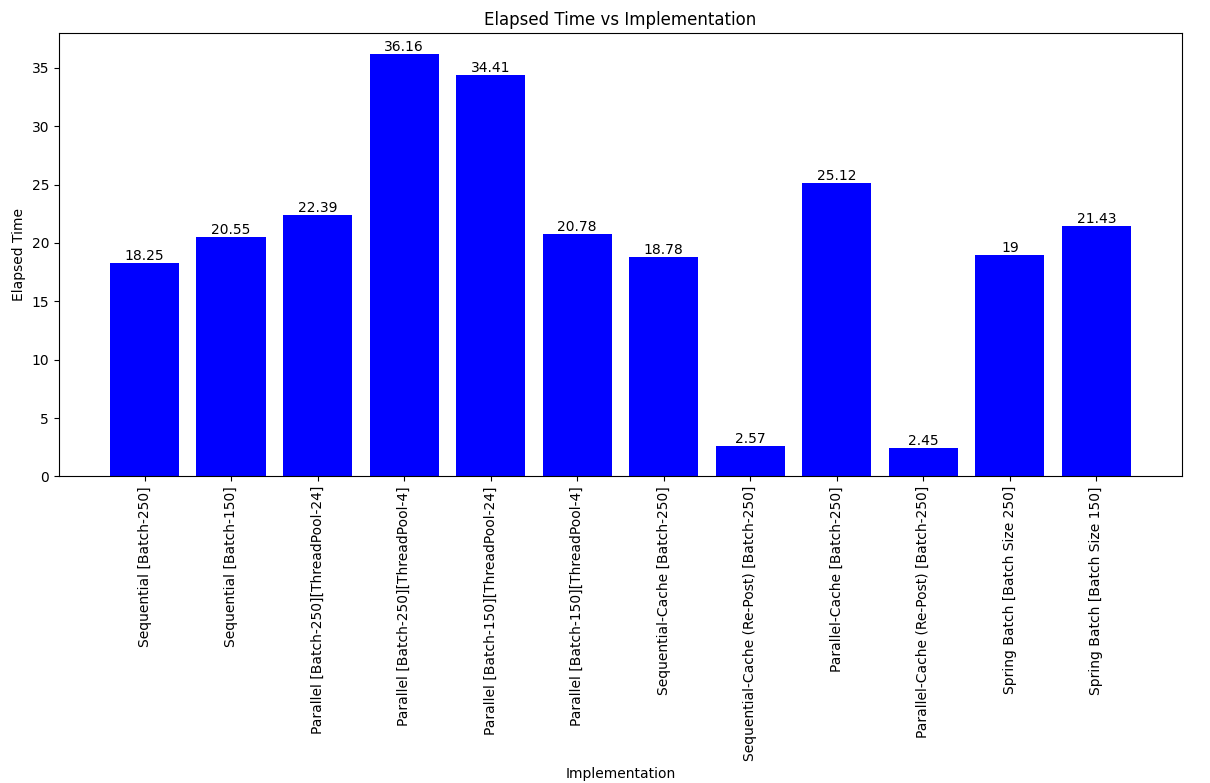 Elapsed Time vs Implementation
Elapsed Time
35
30
25
20
15
10
5
0
18.25
20.55
22.39
36.16
34.41
20.78
18.78
2.57
25.12
2.45
19
21.43
Sequential [Batch-250]
Sequential [Batch-150]
Parallel [Batch-250][ThreadPool-24]
Parallel [Batch-250][ThreadPool-4]
Parallel [Batch-150][ThreadPool-24]
Parallel [Batch-150][ThreadPool-4]
Sequential-Cache [Batch-250]
Sequential-Cache (Re-Post) [Batch-250]
Parallel-Cache [Batch-250]
Parallel-Cache (Re-Post) [Batch-250]
Spring Batch [Batch Size 250]
Spring Batch [Batch Size 150]
Implementation